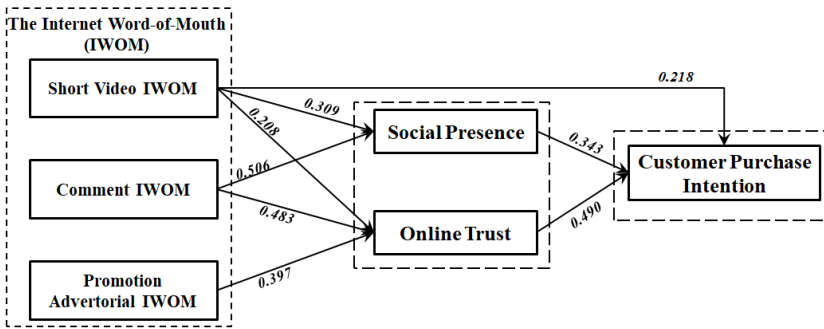 The Internet Word-of-Mouth
(IWOM)
Short Video IWOM
0.218
0.309
0.208
Social Presence
0.343
Customer Purchase
Intention
0.506
Comment IWOM
0.483
Online Trust
0.490
0.397
Promotion
Advertorial IWOM